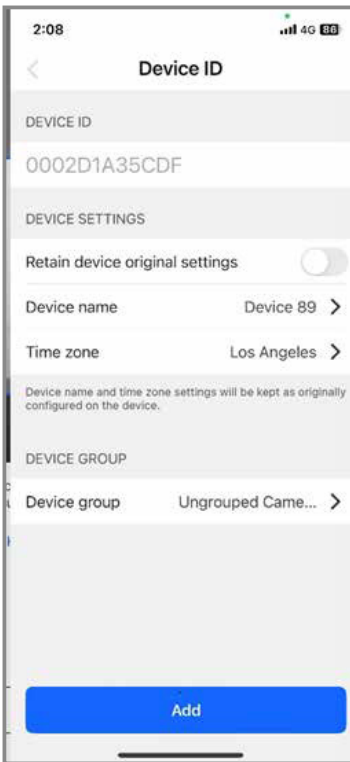 2:08
4G 86
Device ID
DEVICE ID
0002D1A35CDF
DEVICE SETTINGS
Retain device original settings
Device name Device 89
Time zone Los Angeles
Device name and time zone settings will be kept as originally
configured on the device.
DEVICE GROUP
Device group Ungrouped Came...
Add